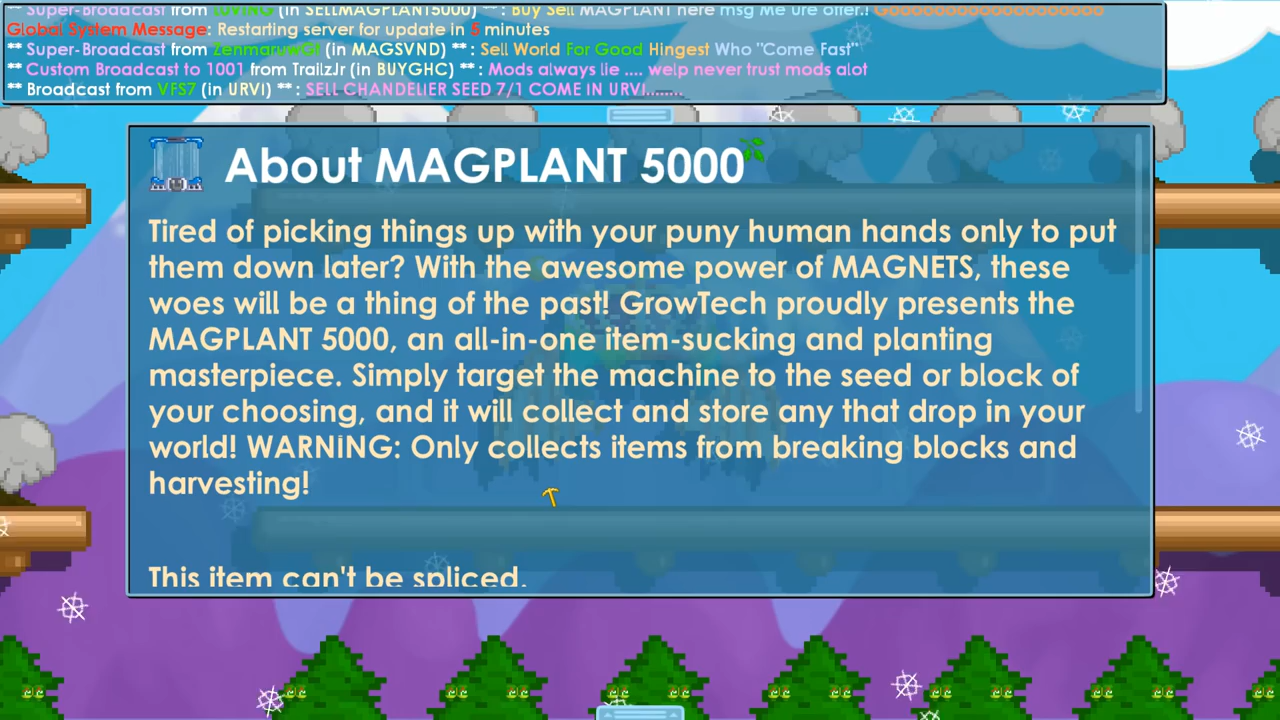 ** Super-Broadcast from LOVING (in SELLMAGPLANT5000) ** : Buy Sell MAGPLANT here msg Me ure offer.!
Global System Message: Restarting server for update in 5 minutes
** Super-Broadcast from ZenmaruwGT (in MAGSVND) ** : Sell World For Good Hingest Who "Come Fast"
** Custom Broadcast to 1001 from TrailzJr (in BUYGHC) ** : Mods always lie .... welp never trust mods alot
** Broadcast from VFS7 (in URVI) ** : SELL CHANDELIER SEED 7/1 COME IN URVI........
About MAGPLANT 5000
Tired of picking things up with your puny human hands only to put
them down later? With the awesome power of MAGNETS, these
woes will be a thing of the past! GrowTech proudly presents the
MAGPLANT 5000, an all-in-one item-sucking and planting
masterpiece. Simply target the machine to the seed or block of
your choosing, and it will collect and store any that drop in your
world! WARNING: Only collects items from breaking blocks and
harvesting!
This item can't be spliced.